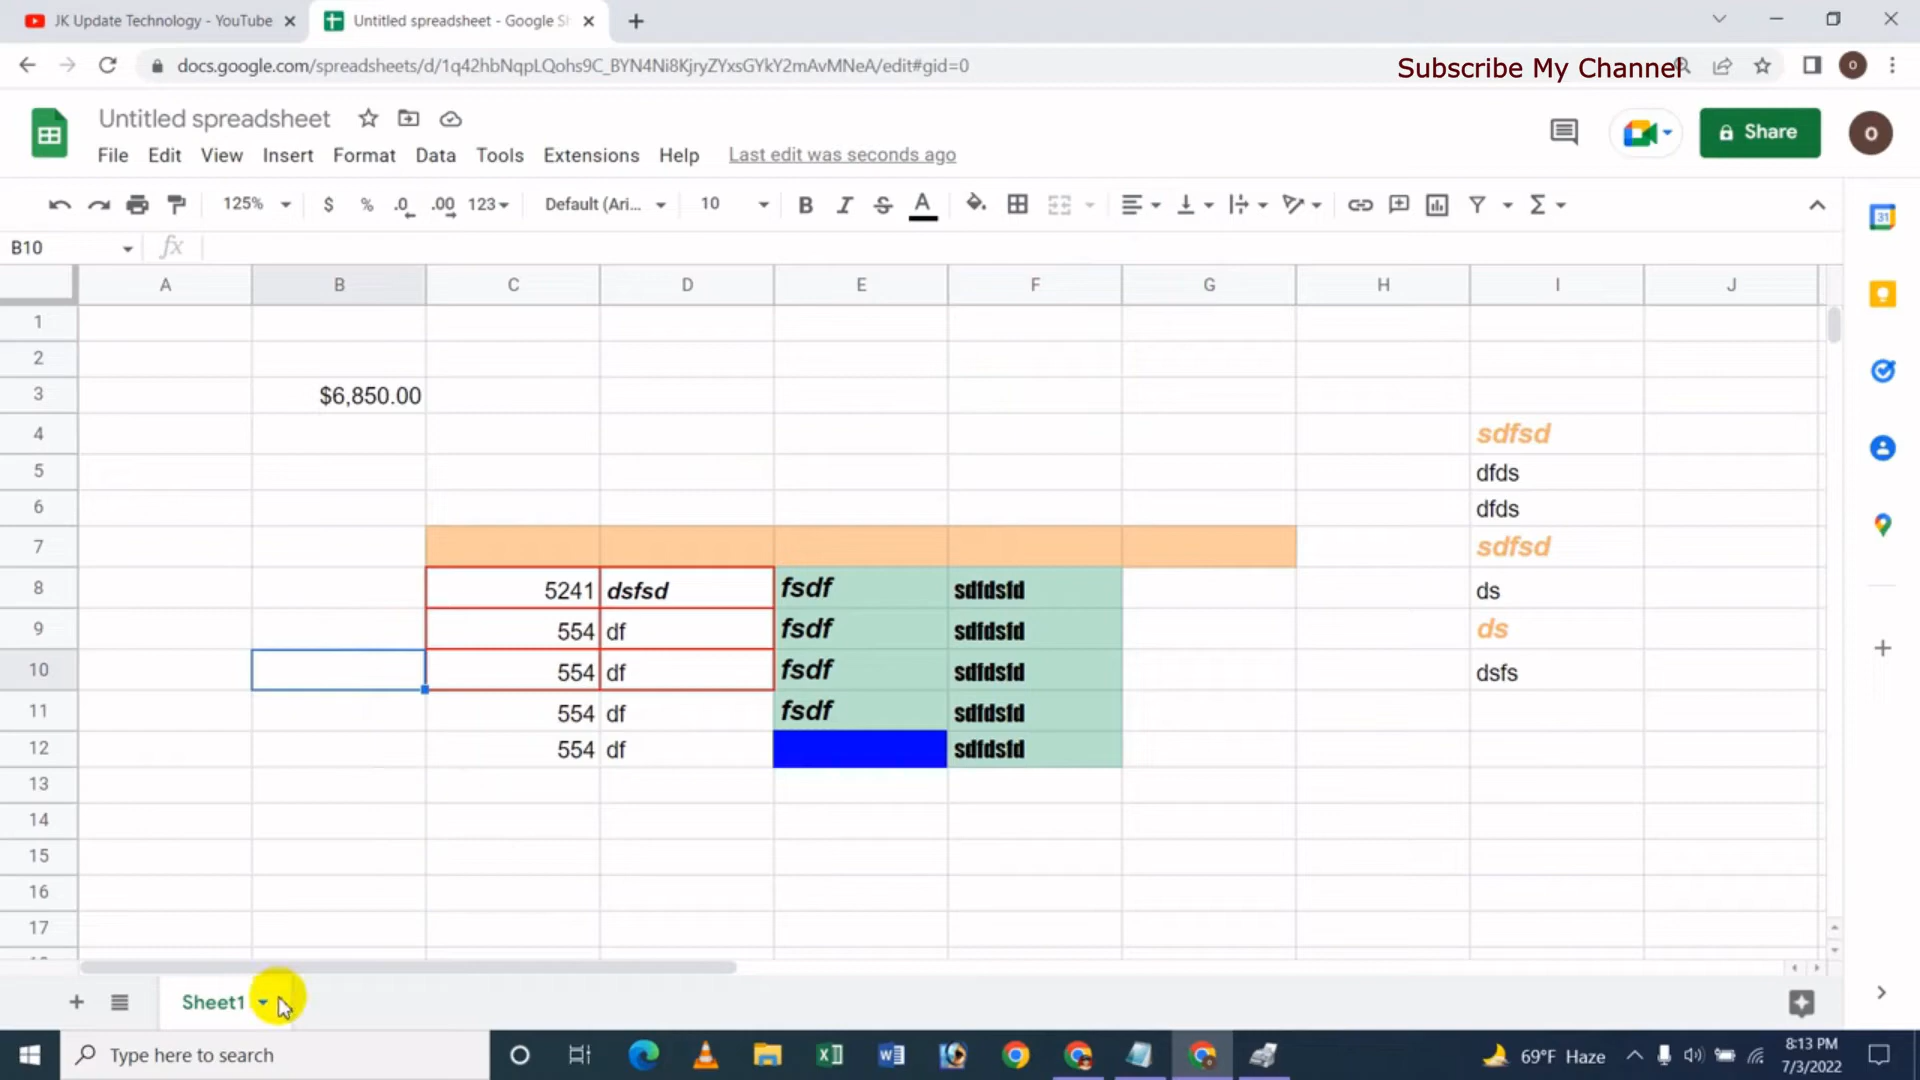 JK Update Technology - YouTube
Untitled spreadsheet - Google Sh
docs.google.com/spreadsheets/d/1q42hbNqpLQohs9C_BYN4Ni8KjryZYxsGYkY2mAvMNeA/edit#gid=0
Subscribe My Channel
O
Untitled spreadsheet
Share
O
File Edit View Insert Format Data Tools Extensions Help Last edit was seconds ago
125% $ % .0 .00 123 Default (Ari... 10 B I S A Σ
31
B10 fx
A B C D E F G H I J
1
2
3 $6,850.00
4 sdfsd
5 dfds
6 dfds
7 sdfsd
8 5241 dsfsd fsdf sdfdsfd ds
9 554 df fsdf sdfdsfd ds
10 554 df fsdf sdfdsfd dsfs
11 554 df fsdf sdfdsfd
12 554 df sdfdsfd
13
14
15
16
17
Sheet1
Type here to search
69°F Haze
8:13 PM
7/3/2022